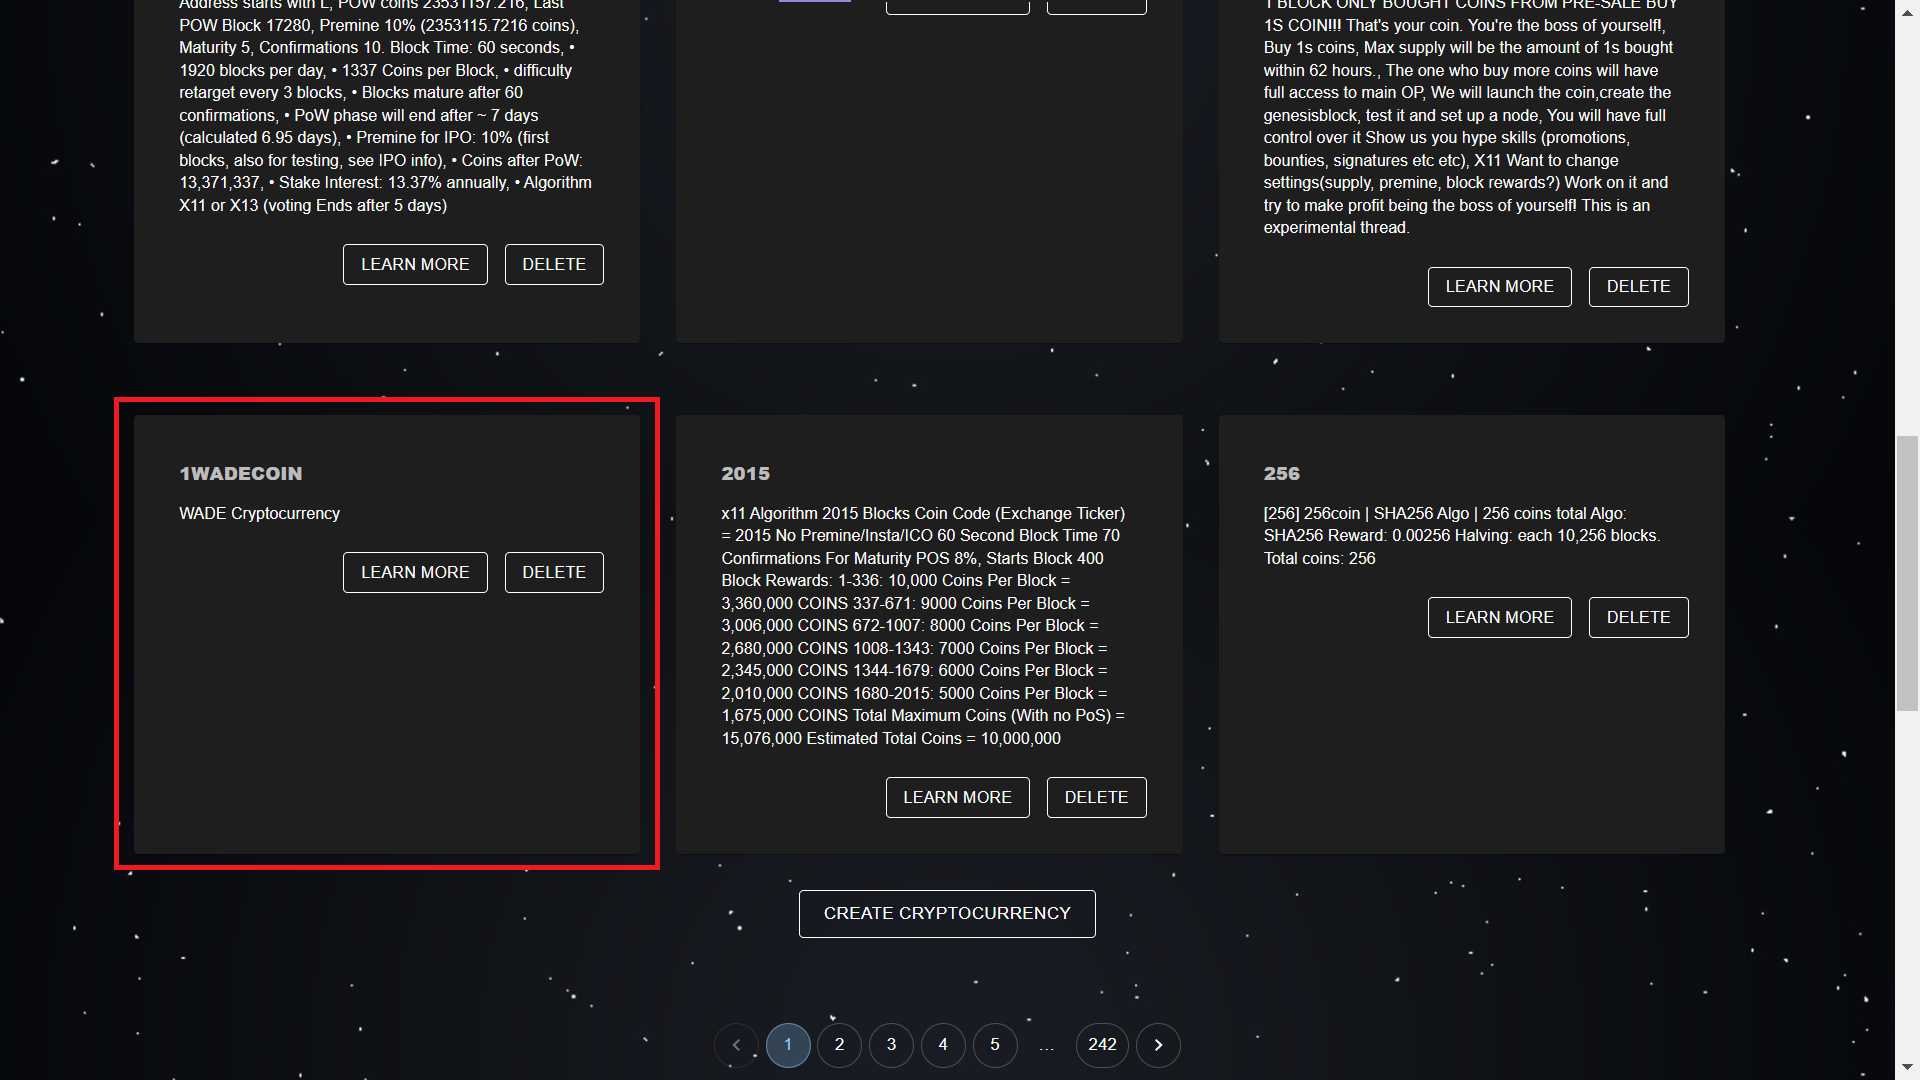 Address starts with L, POW coins 23531157.216, Last
POW Block 17280, Premine 10% (2353115.7216 coins),
Maturity 5, Confirmations 10. Block Time: 60 seconds, •
1920 blocks per day, • 1337 Coins per Block, • difficulty
retarget every 3 blocks, • Blocks mature after 60
confirmations, • PoW phase will end after ~ 7 days
(calculated 6.95 days), • Premine for IPO: 10% (first
blocks, also for testing, see IPO info), • Coins after PoW:
13,371,337, • Stake Interest: 13.37% annually, • Algorithm
X11 or X13 (voting Ends after 5 days)
LEARN MORE
DELETE
1 BLOCK ONLY BOUGHT COINS FROM PRE-SALE BUY
1S COIN!!! That's your coin. You're the boss of yourself!,
Buy 1s coins, Max supply will be the amount of 1s bought
within 62 hours., The one who buy more coins will have
full access to main OP, We will launch the coin,create the
genesisblock, test it and set up a node, You will have full
control over it Show us you hype skills (promotions,
bounties, signatures etc etc), X11 Want to change
settings(supply, premine, block rewards?) Work on it and
try to make profit being the boss of yourself! This is an
experimental thread.
LEARN MORE
DELETE
1WADECOIN
WADE Cryptocurrency
LEARN MORE
DELETE
2015
x11 Algorithm 2015 Blocks Coin Code (Exchange Ticker)
= 2015 No Premine/Insta/ICO 60 Second Block Time 70
Confirmations For Maturity POS 8%, Starts Block 400
Block Rewards: 1-336: 10,000 Coins Per Block =
3,360,000 COINS 337-671: 9000 Coins Per Block =
3,006,000 COINS 672-1007: 8000 Coins Per Block =
2,680,000 COINS 1008-1343: 7000 Coins Per Block =
2,345,000 COINS 1344-1679: 6000 Coins Per Block =
2,010,000 COINS 1680-2015: 5000 Coins Per Block =
1,675,000 COINS Total Maximum Coins (With no PoS) =
15,076,000 Estimated Total Coins = 10,000,000
LEARN MORE
DELETE
256
[256] 256coin | SHA256 Algo | 256 coins total Algo:
SHA256 Reward: 0.00256 Halving: each 10,256 blocks.
Total coins: 256
LEARN MORE
DELETE
CREATE CRYPTOCURRENCY
1 2 3 4 5 ... 242